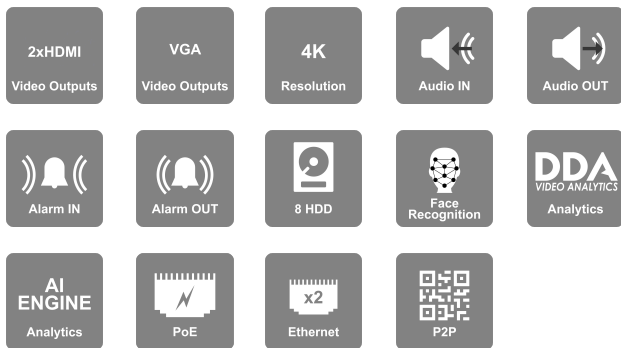 2xHDMI
Video Outputs
VGA
Video Outputs
4K
Resolution
Audio IN
Audio OUT
Alarm IN
Alarm OUT
8 HDD
Face
Recognition
DDA
VIDEO ANALYTICS
Analytics
AI
ENGINE
Analytics
PoE
x2
Ethernet
P2P